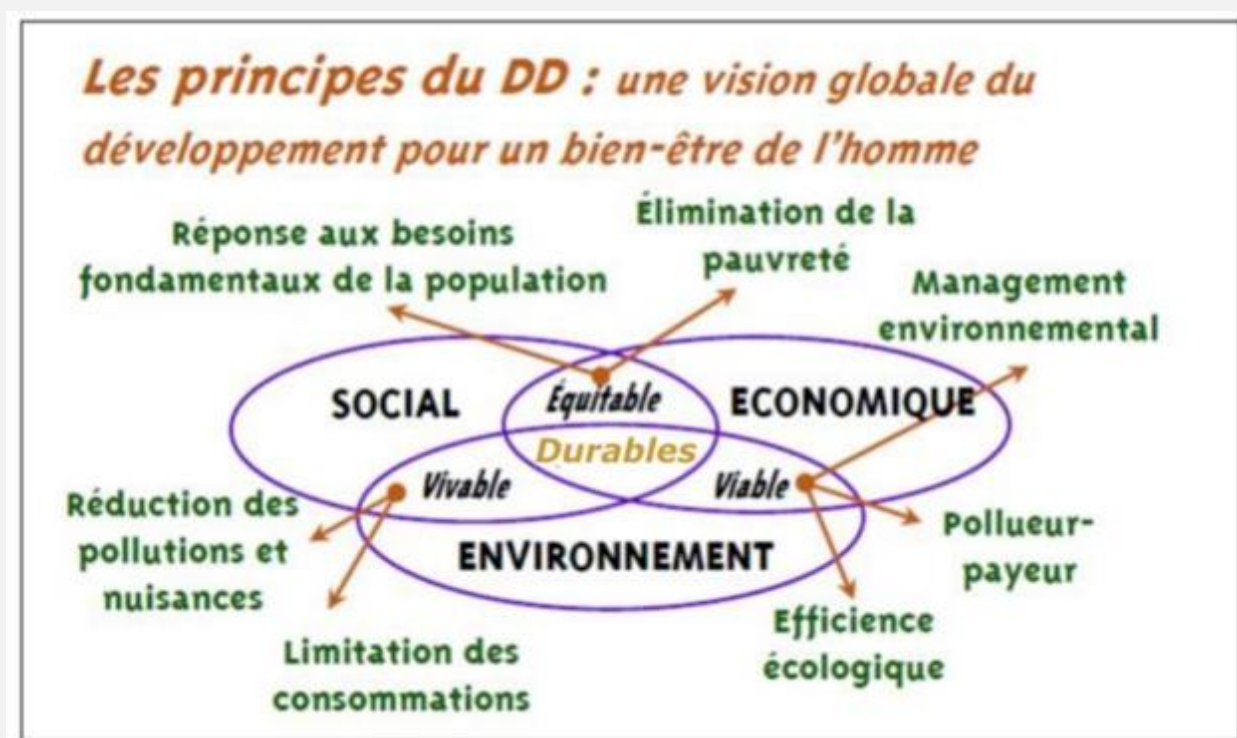 Les principes du DD : une vision globale du
développement pour un bien-être de l'homme
Réponse aux besoins
fondamentaux de la population
Élimination de la
pauvreté
Management
environnemental
SOCIAL
Équitable
ECONOMIQUE
Durables
Vivable
Viable
ENVIRONNEMENT
Réduction des
pollutions et
nuisances
Limitation des
consommations
Efficience
écologique
Pollueur-
payeur